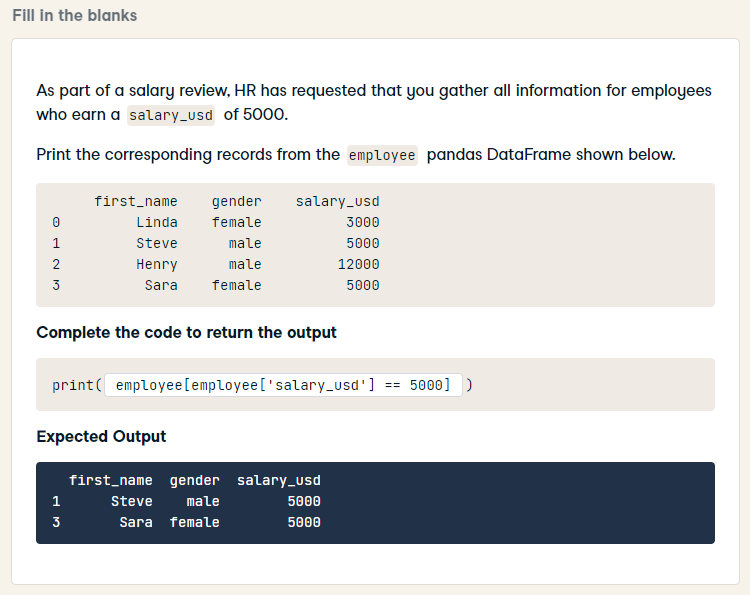 Fill in the blanks
As part of a salary review, HR has requested that you gather all information for employees
who earn a salary_usd of 5000.
Print the corresponding records from the employee pandas DataFrame shown below.
first_name gender salary_usd
0 Linda female 3000
1 Steve male 5000
2 Henry male 12000
3 Sara female 5000
Complete the code to return the output
print( employee[employee['salary_usd'] == 5000] )
Expected Output
first_name gender salary_usd
1 Steve male 5000
3 Sara female 5000